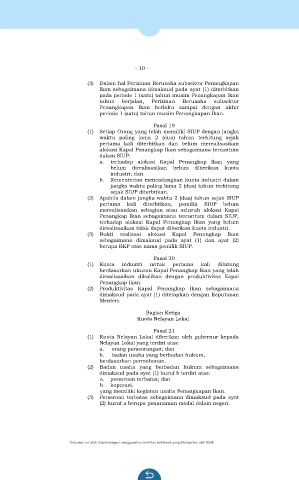 - 10 -
(3) Dalam hal Perizinan Berusaha subsektor Penangkapan
Ikan sebagaimana dimaksud pada ayat (1) diterbitkan
pada periode 1 (satu) tahun musim Penangkapan Ikan
tahun berjalan, Perizinan Berusaha subsektor
Penangkapan Ikan berlaku sampai dengan akhir
periode 1 (satu) tahun musim Penangkapan Ikan.
Pasal 19
(1) Setiap Orang yang telah memiliki SIUP dengan jangka
waktu paling lama 2 (dua) tahun terhitung sejak
pertama kali diterbitkan dan belum merealisasikan
alokasi Kapal Penangkap Ikan sebagaimana tercantum
dalam SIUP:
a. terhadap alokasi Kapal Penangkap Ikan yang
belum direalisasikan belum diberikan kuota
industri; dan
b. Kementerian mencadangkan kuota industri dalam
jangka waktu paling lama 2 (dua) tahun terhitung
sejak SIUP diterbitkan.
(2) Apabila dalam jangka waktu 2 (dua) tahun sejak SIUP
pertama kali diterbitkan, pemilik SIUP belum
merealisasikan sebagian atau seluruh alokasi Kapal
Penangkap Ikan sebagaimana tercantum dalam SIUP,
terhadap alokasi Kapal Penangkap Ikan yang belum
direalisasikan tidak dapat diberikan kuota industri.
(3) Bukti realisasi alokasi Kapal Penangkap Ikan
sebagaimana dimaksud pada ayat (1) dan ayat (2)
berupa BKP atas nama pemilik SIUP.
Pasal 20
(1) Kuota industri untuk pertama kali dihitung
berdasarkan ukuran Kapal Penangkap Ikan yang telah
direalisasikan dikalikan dengan produktivitas Kapal
Penangkap Ikan.
(2) Produktivitas Kapal Penangkap Ikan sebagaimana
dimaksud pada ayat (1) ditetapkan dengan Keputusan
Menteri.
Bagian Ketiga
Kuota Nelayan Lokal
Pasal 21
(1) Kuota Nelayan Lokal diberikan oleh gubernur kepada
Nelayan Lokal yang terdiri atas:
a. orang perseorangan; dan
b. badan usaha yang berbadan hukum,
berdasarkan permohonan.
(2) Badan usaha yang berbadan hukum sebagaimana
dimaksud pada ayat (1) huruf b terdiri atas:
a. perseroan terbatas; dan
b. koperasi,
yang memiliki kegiatan usaha Penangkapan Ikan.
(3) Perseroan terbatas sebagaimana dimaksud pada ayat
(2) huruf a berupa penanaman modal dalam negeri.
Dokumen ini telah ditandatangani menggunakan sertifikat elektronik yang diterbitkan oleh BSrE